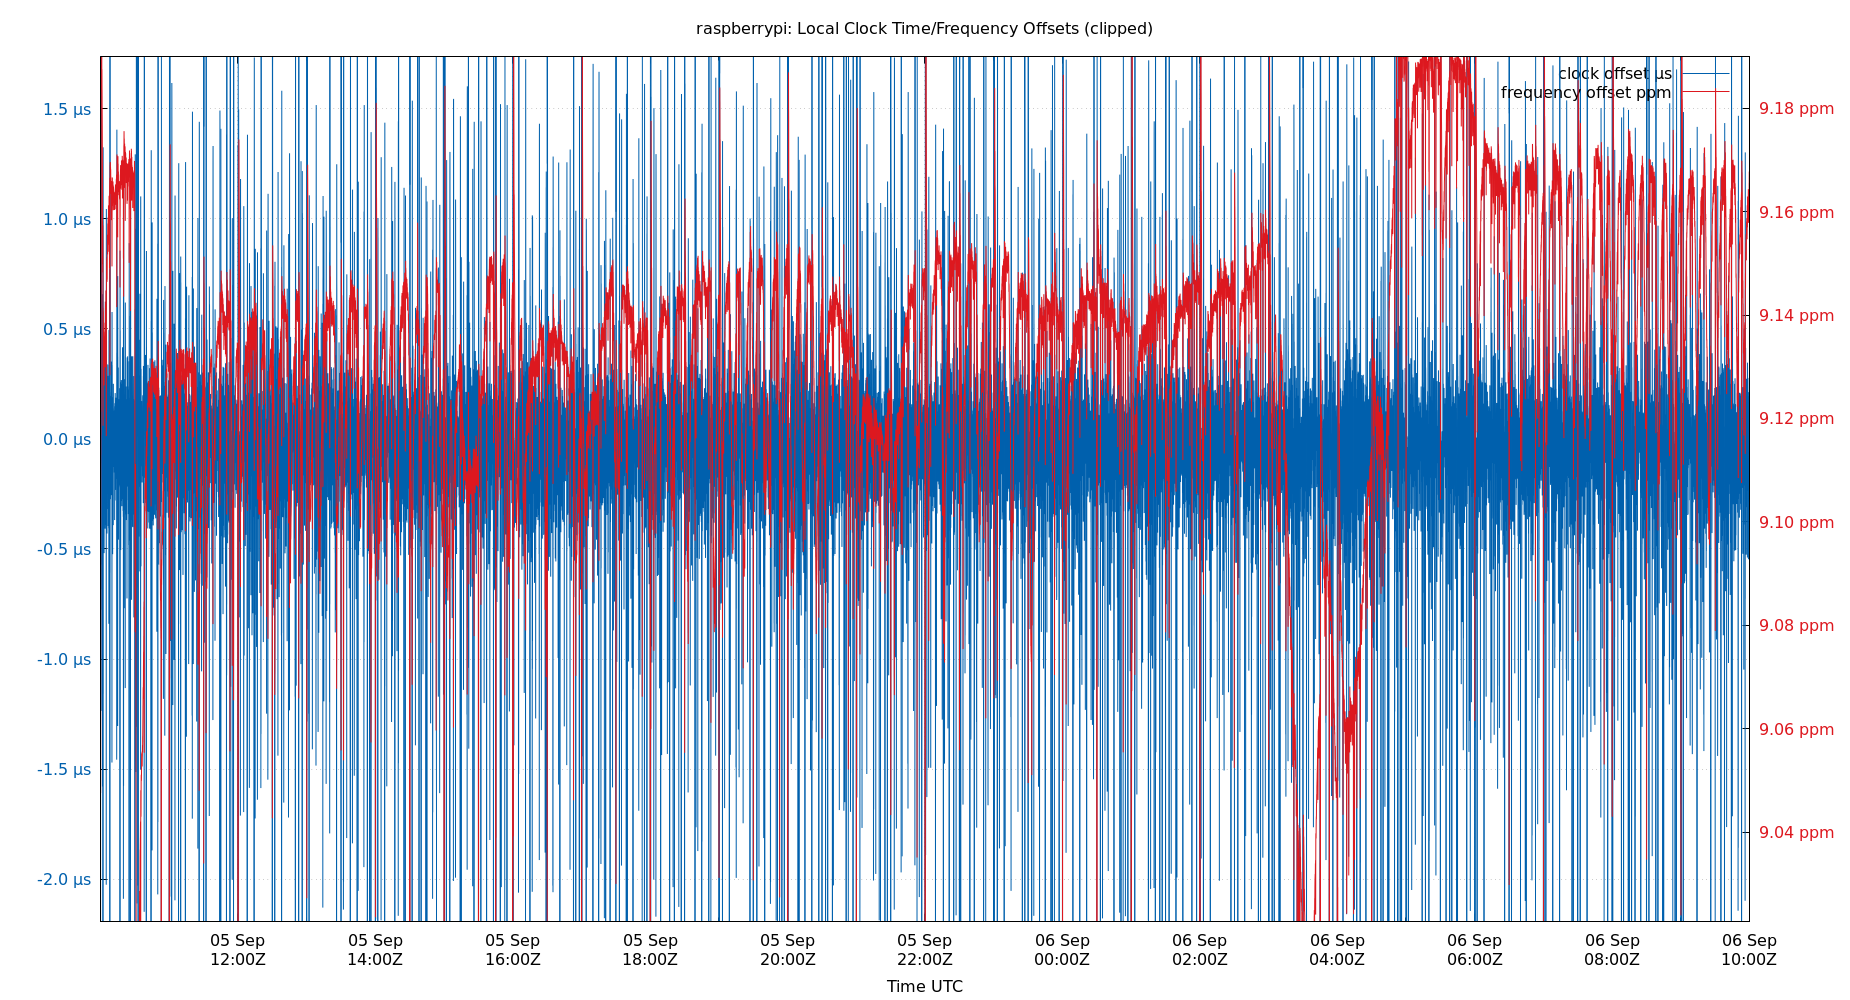 raspberrypi: Local Clock Time/Frequency Offsets (clipped)
clock offset µs
frequency offset ppm
1.5 µs
1.0 µs
0.5 µs
0.0 µs
-0.5 µs
-1.0 µs
-1.5 µs
-2.0 µs
9.18 ppm
9.16 ppm
9.14 ppm
9.12 ppm
9.10 ppm
9.08 ppm
9.06 ppm
9.04 ppm
05 Sep 05 Sep 05 Sep 05 Sep 05 Sep 05 Sep 06 Sep 06 Sep 06 Sep 06 Sep 06 Sep 06 Sep
12:00Z 14:00Z 16:00Z 18:00Z 20:00Z 22:00Z 00:00Z 02:00Z 04:00Z 06:00Z 08:00Z 10:00Z
Time UTC